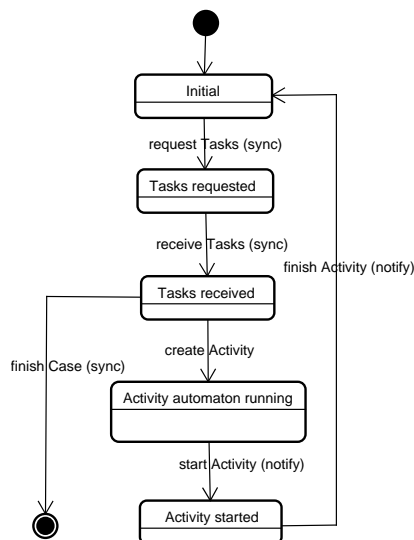 Initial
request Tasks (sync)
Tasks requested
receive Tasks (sync)
finish Activity (notify)
Tasks received
create Activity
finish Case (sync)
Activity automaton running
start Activity (notify)
Activity started